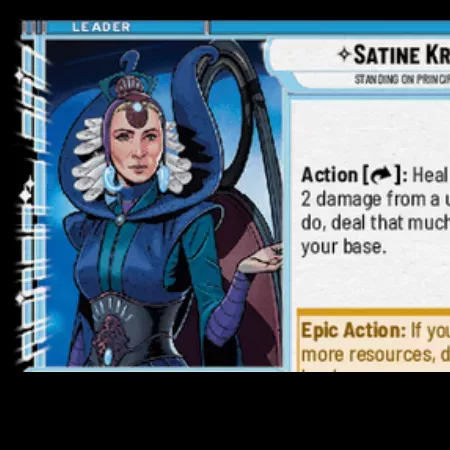 LEADER
SATINE KR
STANDING ON PRINCIP
Action [ ]: Heal
2 damage from a u
do, deal that much
your base.
Epic Action: If you
more resources, d